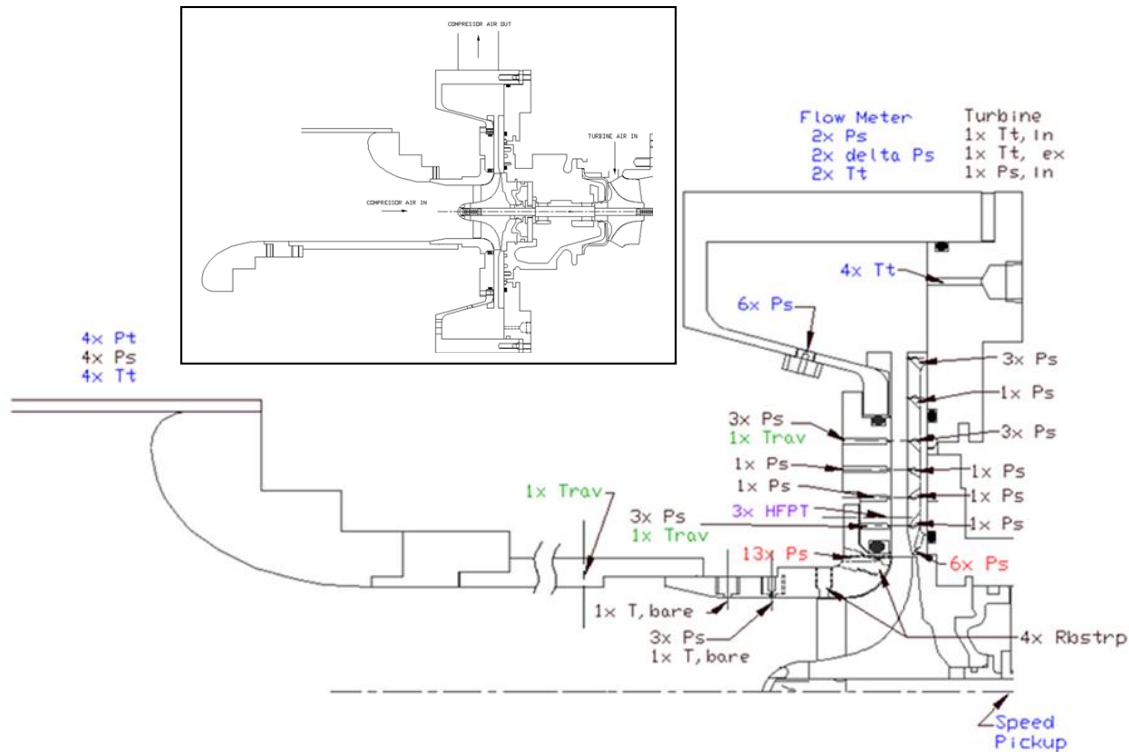 COMPRESSOR AIR OUT
TURBINE AIR IN
COMPRESSOR AIR IN
Flow Meter
2x Ps
2x delta Ps
2x Tt
Turbine
1x Tt, In
1x Tt, ex
1x Ps, In
4x Tt
6x Ps
4x Pt
4x Ps
4x Tt
3x Ps
1x Ps
3x Ps
1x Trav
3x Ps
1x Ps
1x Ps
1x Ps
1x Ps
1x Trav
3x HFPT
3x Ps
1x Trav
1x Ps
13x Ps
6x Ps
1x T, bare
3x Ps
1x T, bare
4x Rbstrp
Speed
Pickup